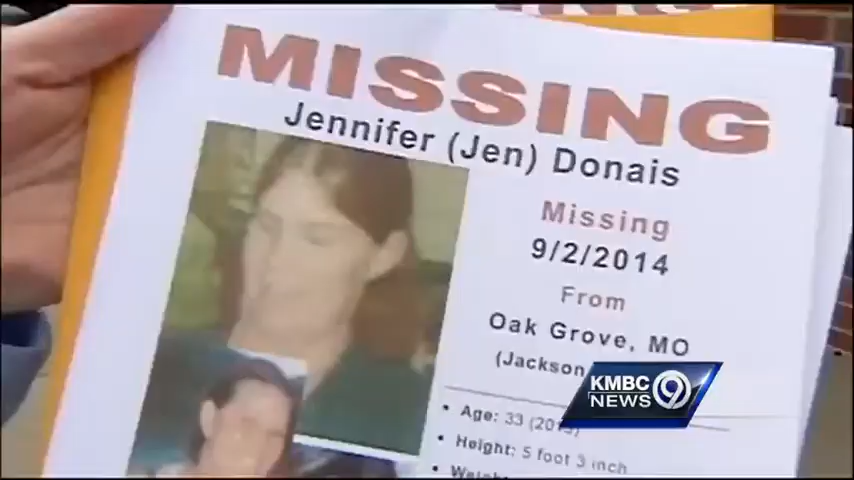 MISSING
Jennifer (Jen) Donais
Missing
9/2/2014
From
Oak Grove, MO
(Jackson
• Age: 33
• Height: 5 foot 3 inch
KMBC 9
NEWS